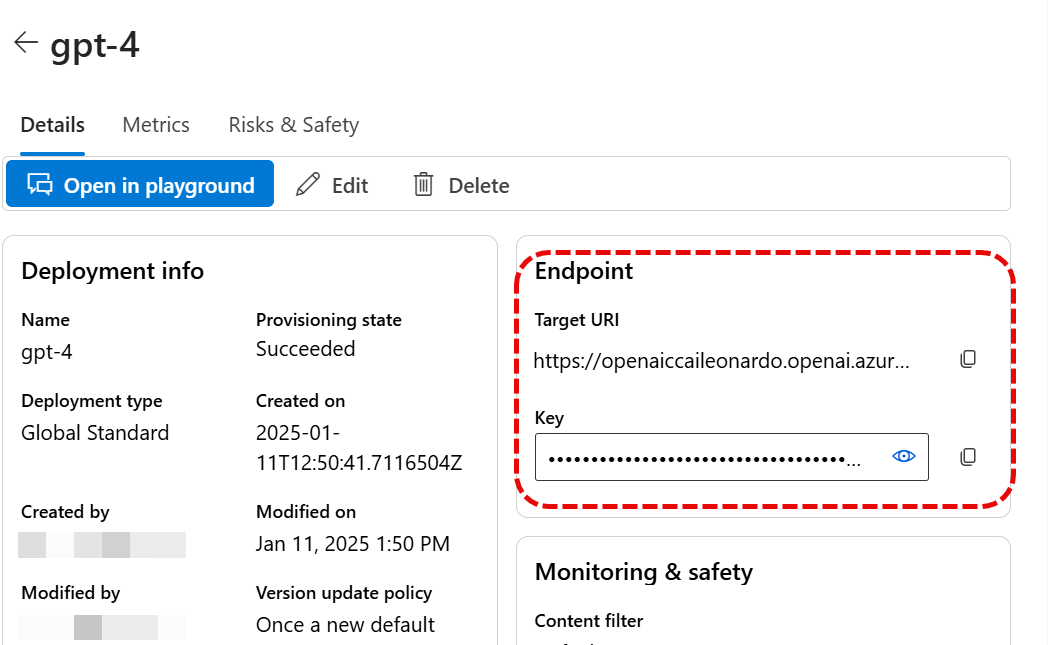 gpt-4
Details Metrics Risks & Safety
Open in playground Edit Delete
Deployment info
Name Provisioning state
gpt-4 Succeeded
Deployment type Created on
Global Standard 2025-01-
11T12:50:41.7116504Z
Created by Modified on
Jan 11, 2025 1:50 PM
Modified by Version update policy
Once a new default
Endpoint
Target URI
https://openaiccaileonardo.openai.azur...
Key
••••••••••••••••••••••••••••••••••...
Monitoring & safety
Content filter